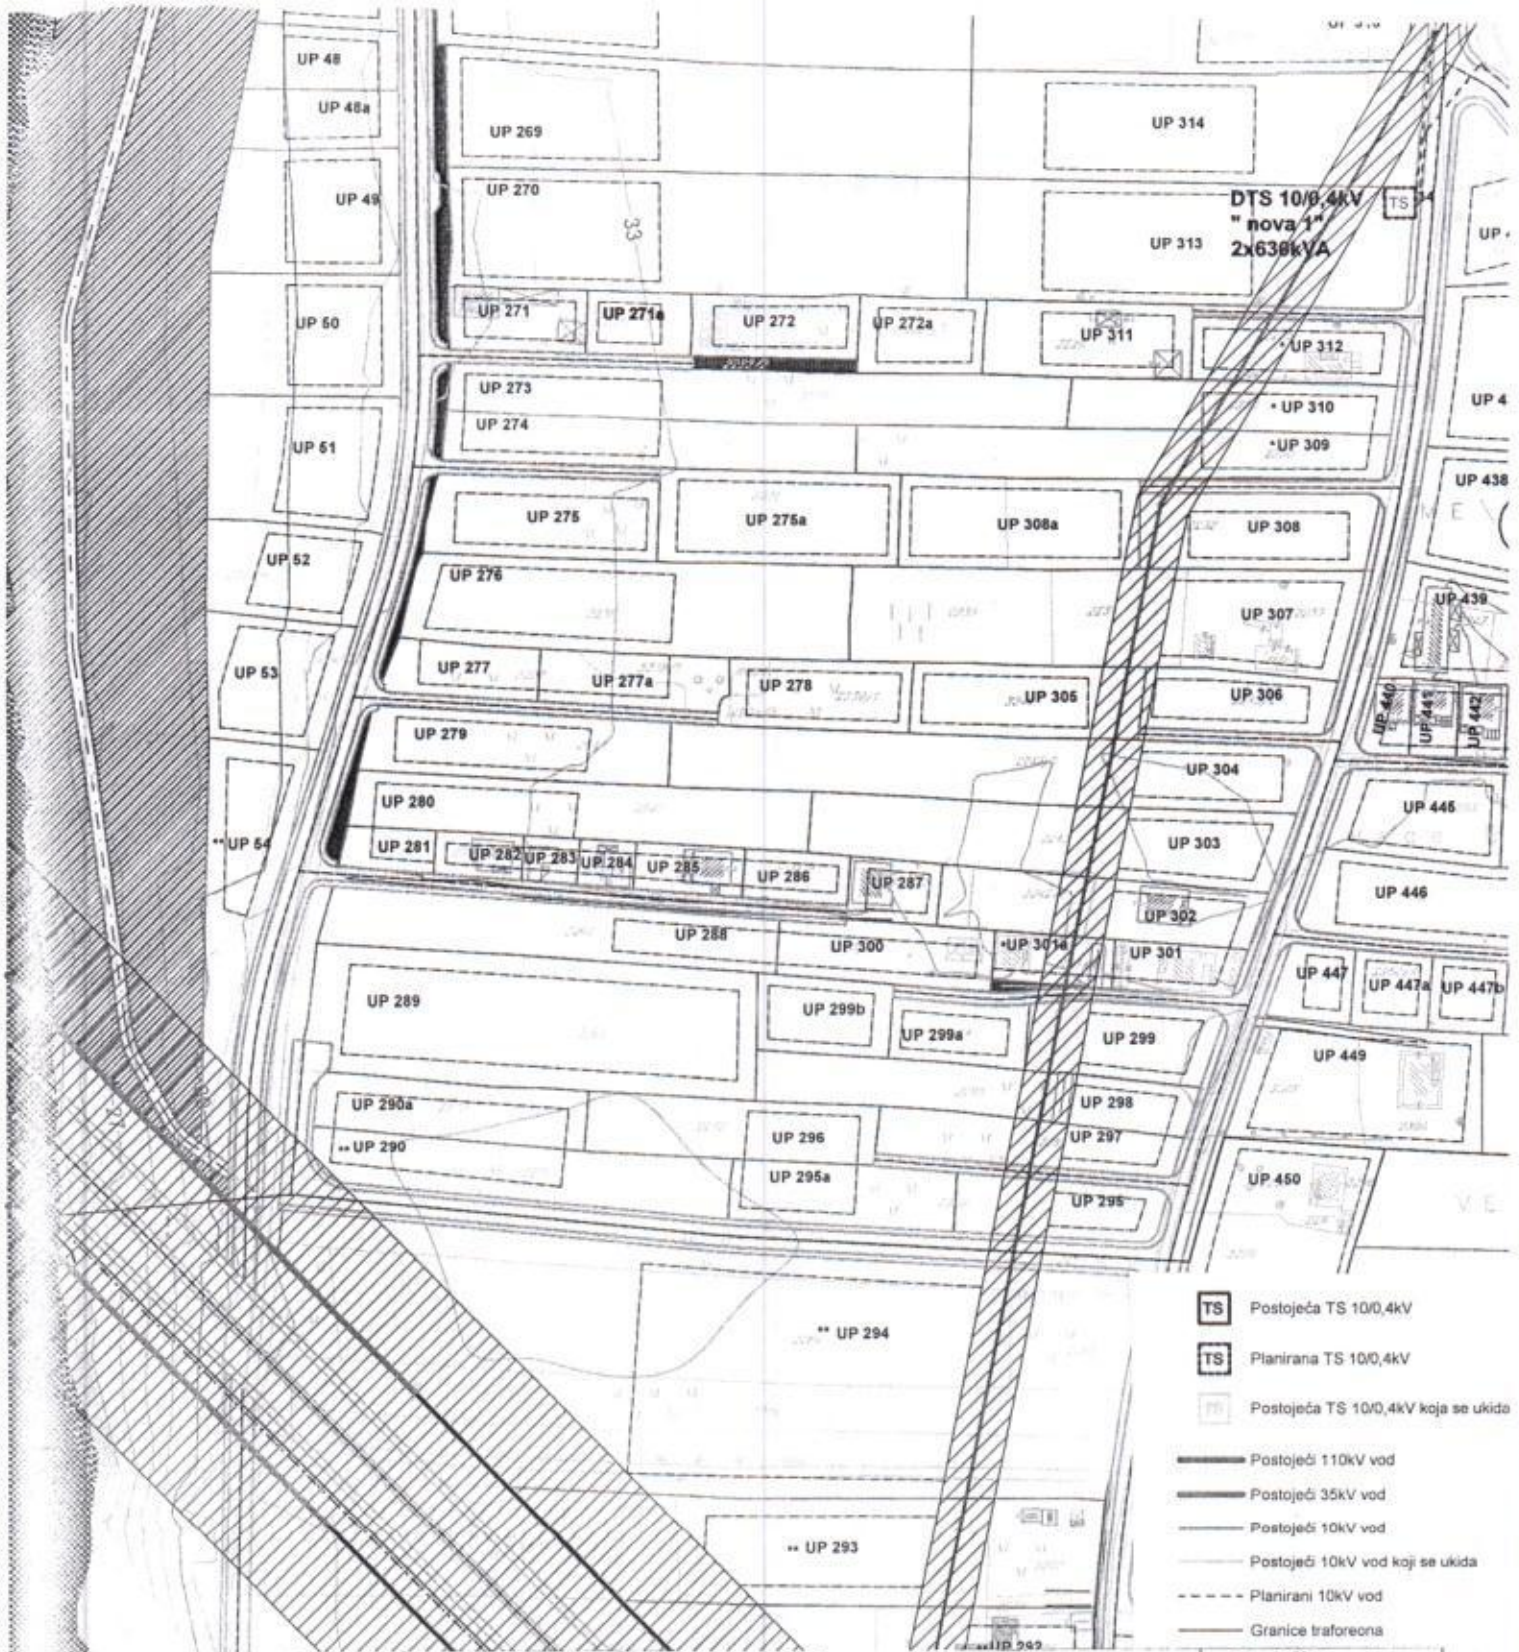 UP 48
UP 48a
UP 269
UP 314
UP 270
UP 49
33
DTS 10/0,4kV
TS
" nova 1"
UP 313
2x630kVA
UP 271
UP 271a
UP 272
UP 272a
UP 50
UP 311
* UP 312
UP 273
UP 274
* UP 310
*UP 309
UP 51
UP 438
UP 275
UP 275a
UP 308a
UP 308
UP 52
UP 276
UP 307
UP 439
UP 53
UP 277
UP 277a
UP 278
UP 305
UP 306
UP 440
UP 441
UP 442
UP 279
UP 304
UP 280
UP 445
** UP 54
UP 281
UP 282
UP 283
UP 284
UP 285
UP 286
UP 287
UP 303
UP 446
UP 302
UP 288
UP 300
*UP 301a
UP 301
UP 447
UP 447a
UP 447b
UP 289
UP 299b
UP 299a
UP 299
UP 449
UP 290a
UP 298
** UP 290
UP 296
UP 297
UP 295a
UP 295
UP 450
** UP 294
TS Postojeća TS 10/0,4kV
TS Planirana TS 10/0,4kV
TS Postojeća TS 10/0,4kV koja se ukida
Postojeći 110kV vod
Postojeći 35kV vod
Postojeći 10kV vod
Postojeći 10kV vod koji se ukida
Planirani 10kV vod
Granice traforeona
** UP 293
**UP 292